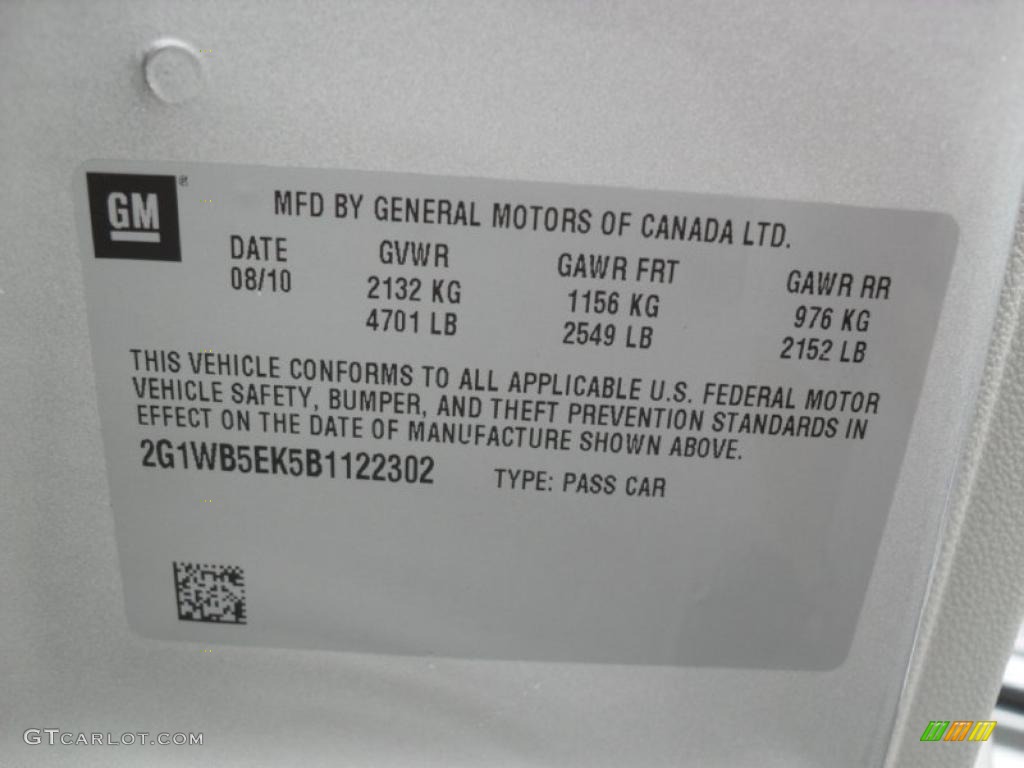 GM
MFD BY GENERAL MOTORS OF CANADA LTD.
DATE GVWR GAWR FRT GAWR RR
08/10 2132 KG 1156 KG 976 KG
4701 LB 2549 LB 2152 LB
THIS VEHICLE CONFORMS TO ALL APPLICABLE U.S. FEDERAL MOTOR
VEHICLE SAFETY, BUMPER, AND THEFT PREVENTION STANDARDS IN
EFFECT ON THE DATE OF MANUFACTURE SHOWN ABOVE.
2G1WB5EK5B1122302 TYPE: PASS CAR
GTCARLOT.COM